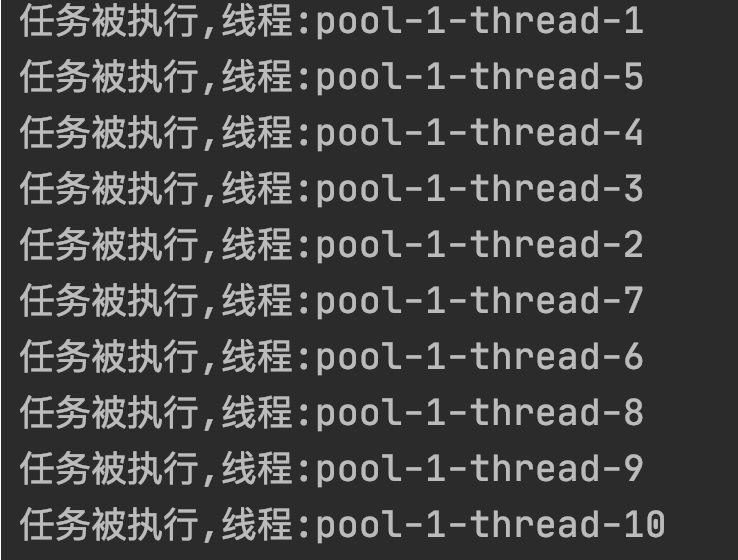 任务被执行,线程:pool-1-thread-1
任务被执行,线程:pool-1-thread-5
任务被执行,线程:pool-1-thread-4
任务被执行,线程:pool-1-thread-3
任务被执行,线程:pool-1-thread-2
任务被执行,线程:pool-1-thread-7
任务被执行,线程:pool-1-thread-6
任务被执行,线程:pool-1-thread-8
任务被执行,线程:pool-1-thread-9
任务被执行,线程:pool-1-thread-10